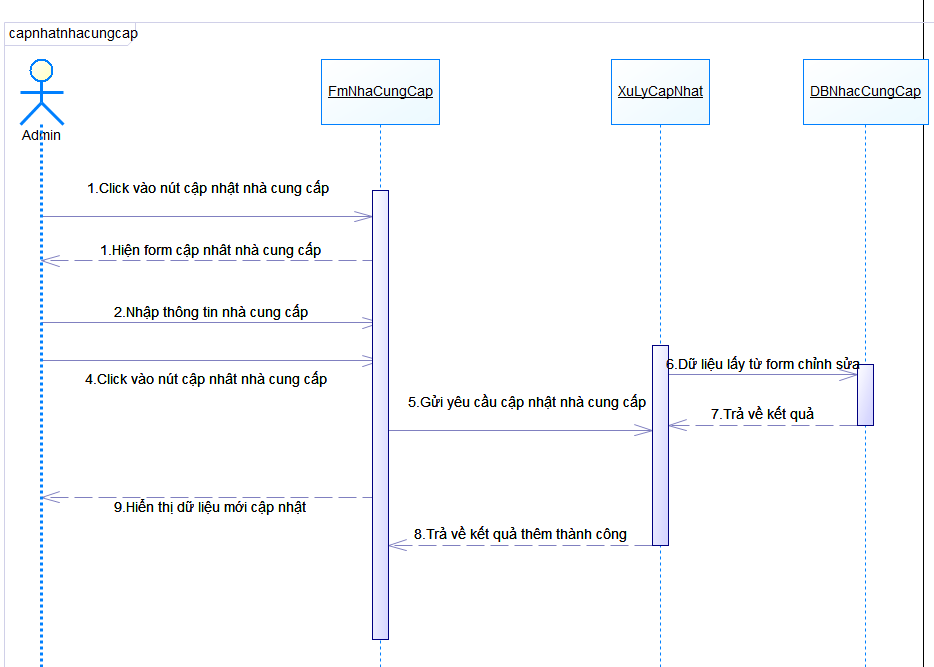 capnhatnhacungcap
Admin
FmNhaCungCap
XuLyCapNhat
DBNhacCungCap
1.Click vào nút cập nhật nhà cung cấp
1.Hiện form cập nhât nhà cung cấp
2.Nhập thông tin nhà cung cấp
4.Click vào nút cập nhât nhà cung cấp
6.Dữ liệu lấy từ form chỉnh sửa
5.Gửi yêu cầu cập nhật nhà cung cấp
7.Trả về kết quả
9.Hiển thị dữ liệu mới cập nhật
8.Trả về kết quả thêm thành công